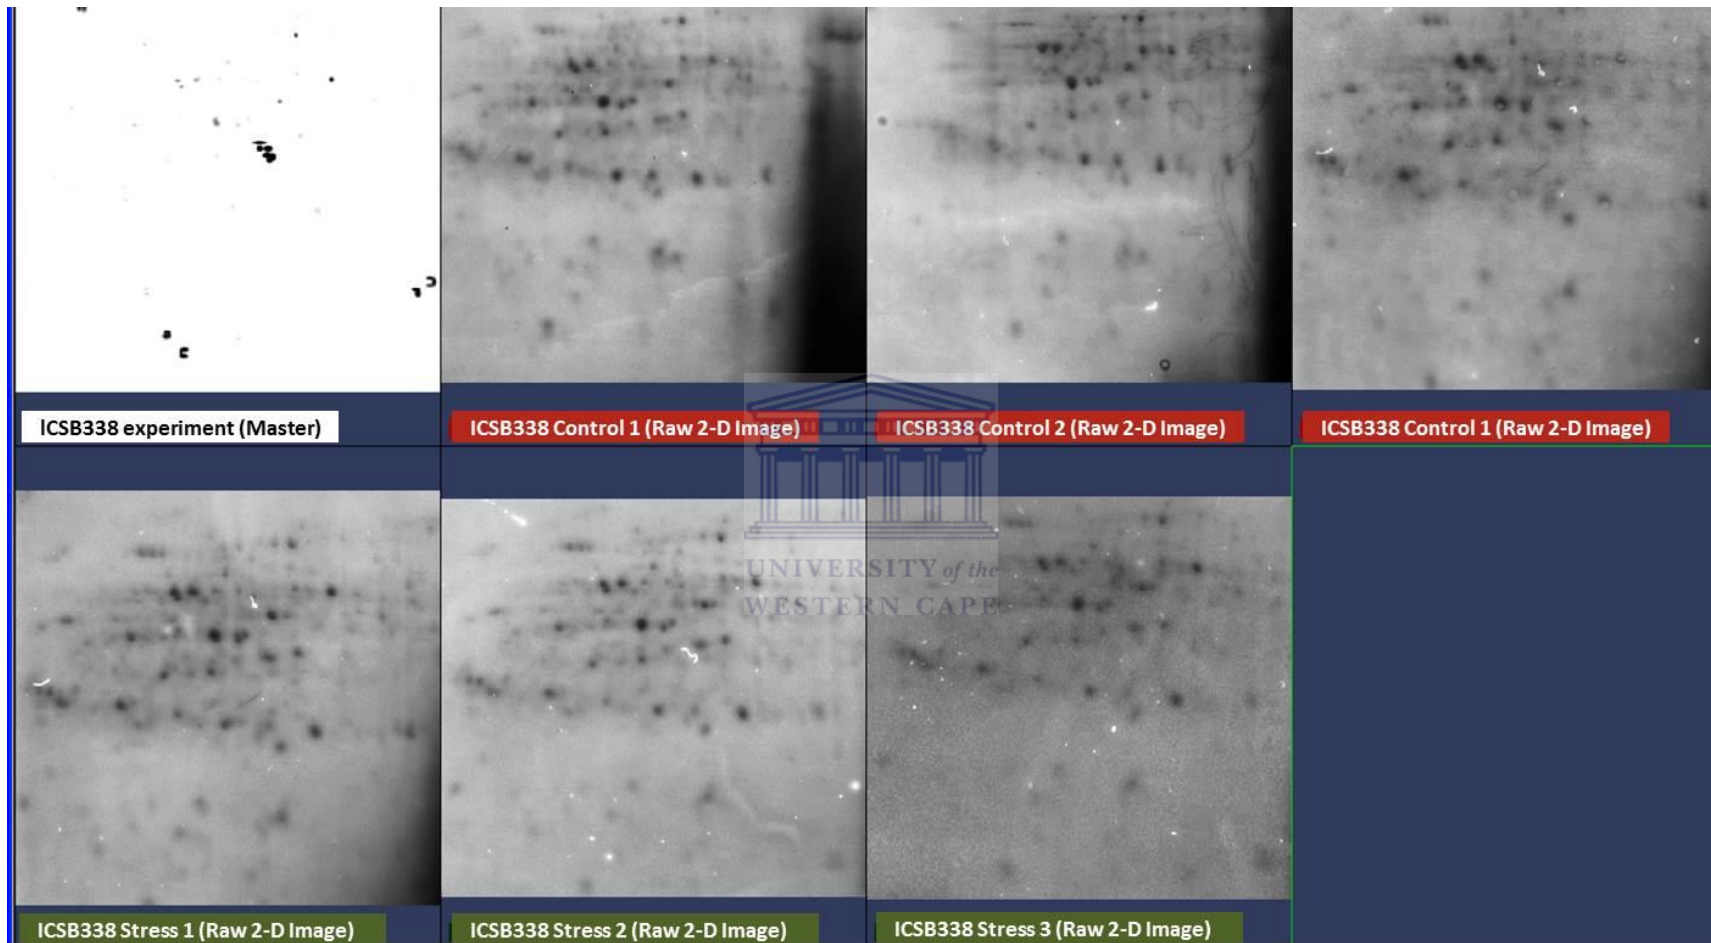 ICSB338 experiment (Master)
ICSB338 Control 1 (Raw 2-D Image)
ICSB338 Control 2 (Raw 2-D Image)
ICSB338 Control 1 (Raw 2-D Image)
UNIVERSITY of the
WESTERN CAPE
ICSB338 Stress 1 (Raw 2-D Image)
ICSB338 Stress 2 (Raw 2-D Image)
ICSB338 Stress 3 (Raw 2-D Image)